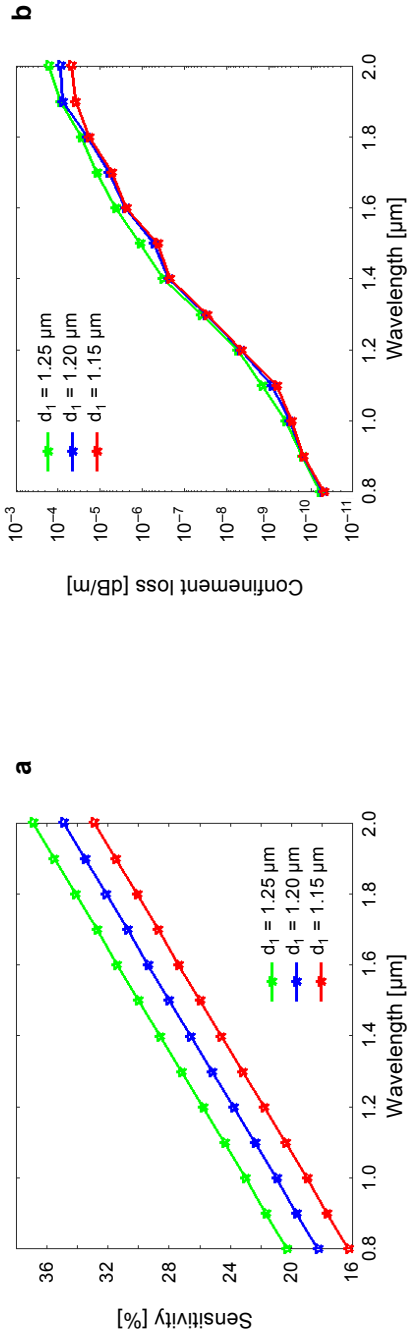 a
Sensitivity [%]
36
32
28
24
20
16
0.8 1.0 1.2 1.4 1.6 1.8 2.0
Wavelength [µm]
d₁ = 1.25 µm
d₁ = 1.20 µm
d₁ = 1.15 µm
b
Confinement loss [dB/m]
10⁻³
10⁻⁴
10⁻⁵
10⁻⁶
10⁻⁷
10⁻⁸
10⁻⁹
10⁻¹⁰
10⁻¹¹
0.8 1.0 1.2 1.4 1.6 1.8 2.0
Wavelength [µm]
d₁ = 1.25 µm
d₁ = 1.20 µm
d₁ = 1.15 µm